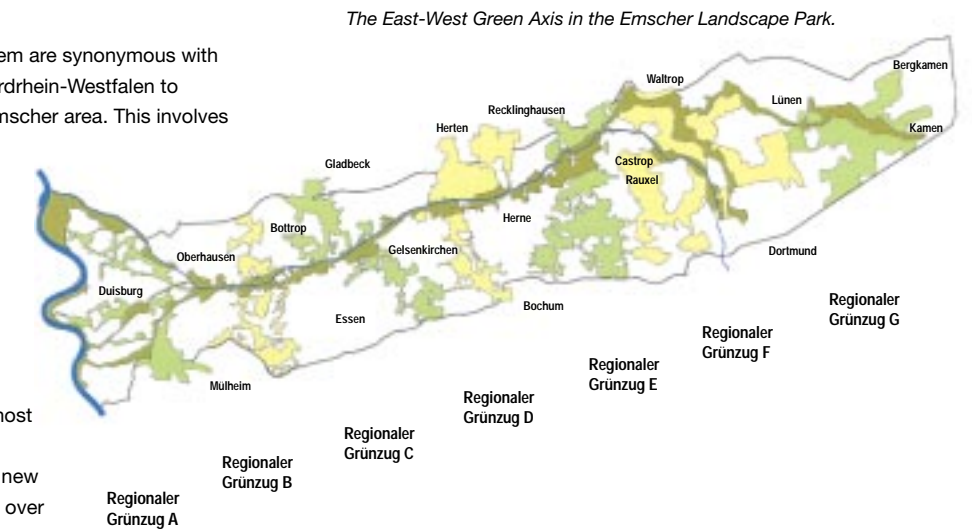 The East-West Green Axis in the Emscher Landscape Park.
em are synonymous with
rdrhein-Westfalen to
mscher area. This involves
nost
new
over
Bergkamen
Waltrop
Lünen
Recklinghausen
Kamen
Herten
Castrop
Rauxel
Gladbeck
Herne
Bottrop
Gelsenkirchen
Dortmund
Oberhausen
Duisburg
Essen
Bochum
Mülheim
Regionaler
Grünzug A
Regionaler
Grünzug B
Regionaler
Grünzug C
Regionaler
Grünzug D
Regionaler
Grünzug E
Regionaler
Grünzug F
Regionaler
Grünzug G